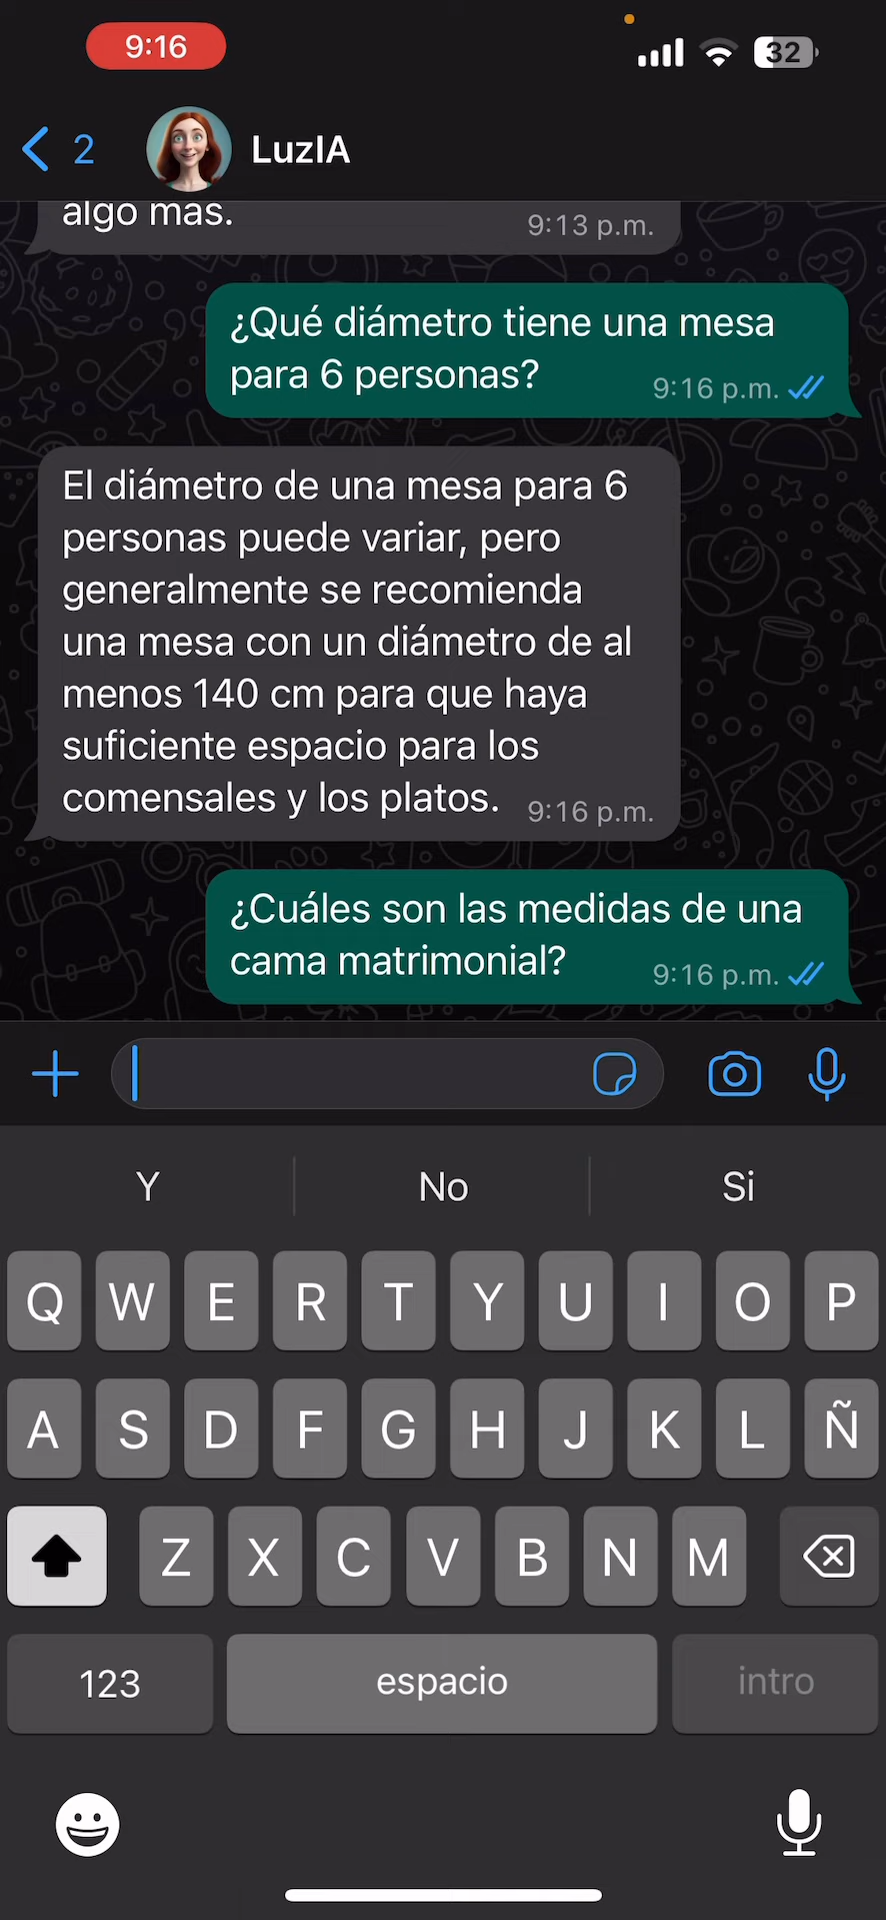 9:16
32
2
LuzIA
algo más.
9:13 p.m.
¿Qué diámetro tiene una mesa
para 6 personas?
9:16 p.m.
El diámetro de una mesa para 6
personas puede variar, pero
generalmente se recomienda
una mesa con un diámetro de al
menos 140 cm para que haya
suficiente espacio para los
comensales y los platos.
9:16 p.m.
¿Cuáles son las medidas de una
cama matrimonial?
9:16 p.m.
Y No Si
Q W E R T Y U I O P
A S D F G H J K L Ñ
Z X C V B N M
123 espacio intro